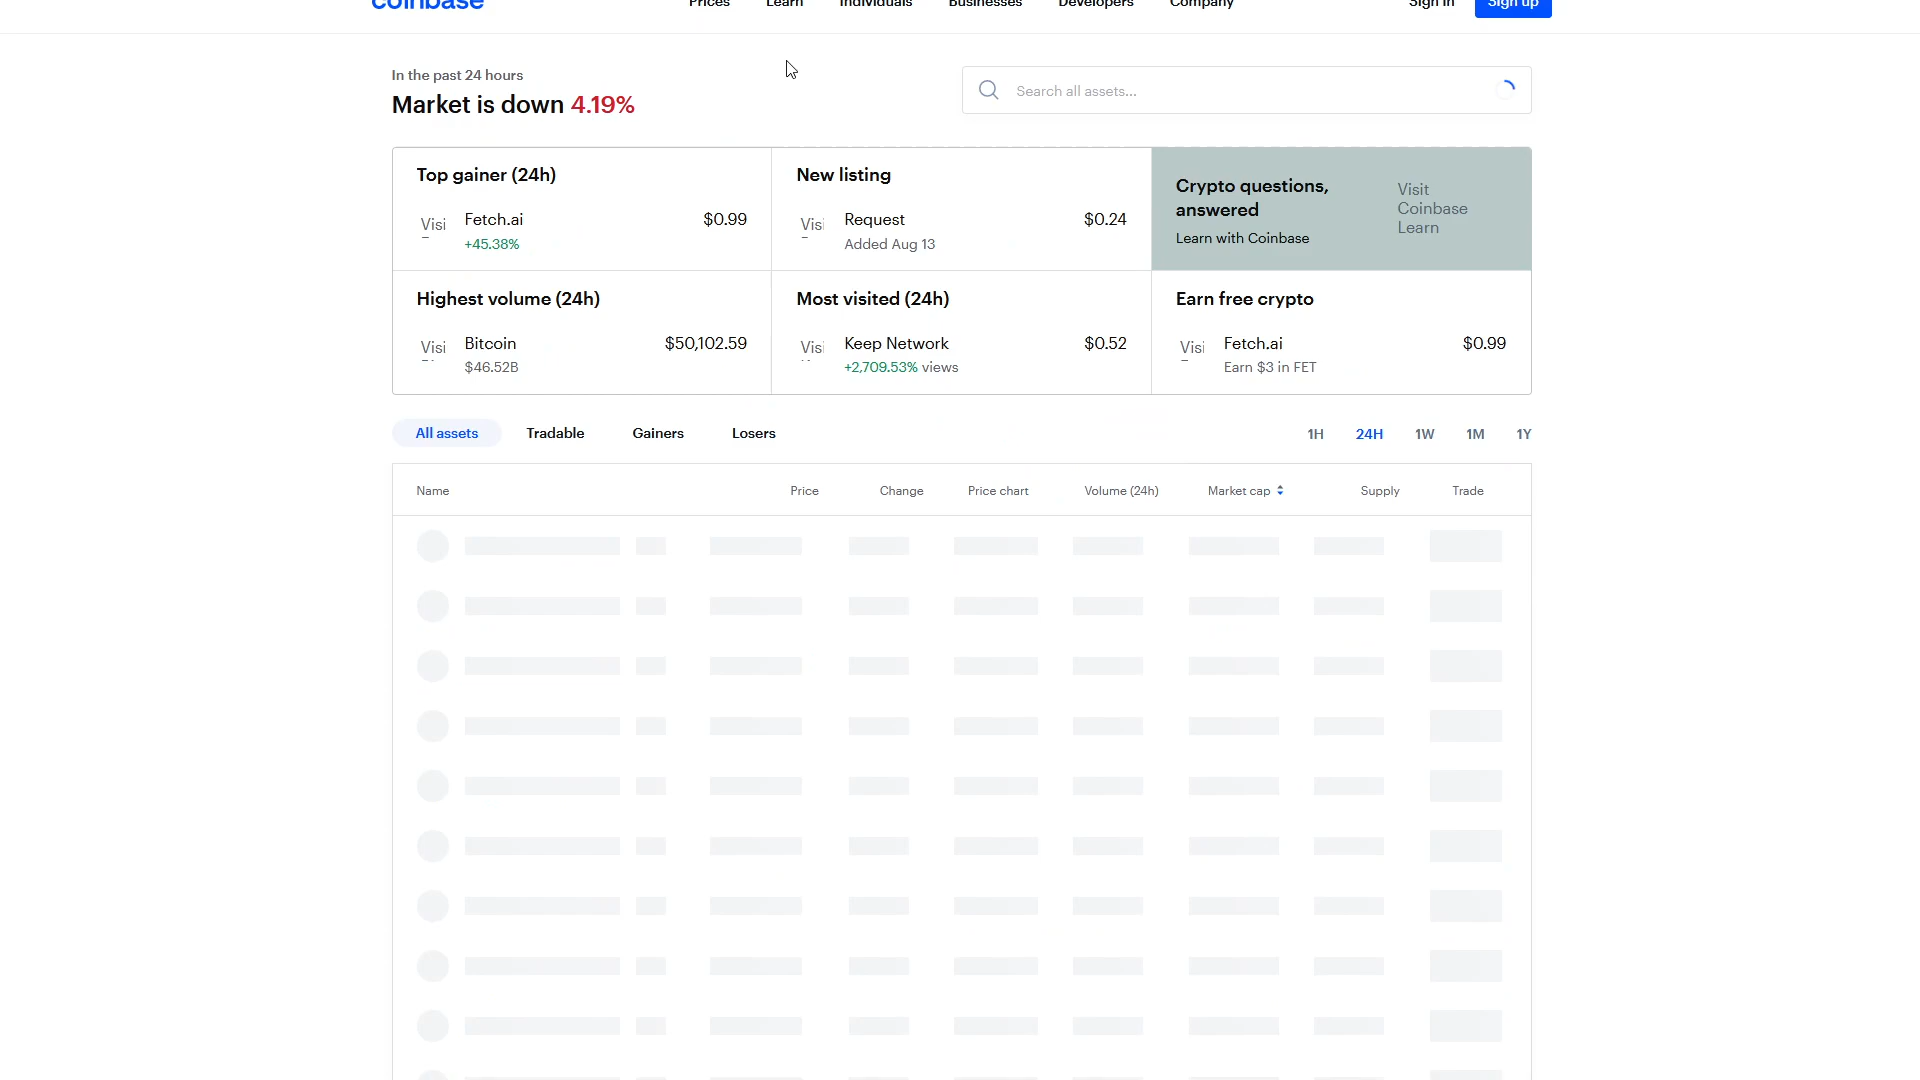 coinbase
Prices Learn Individuals Businesses Developers Company Sign in Sign up
In the past 24 hours
Market is down 4.19%
Search all assets...
Top gainer (24h)
Visi Fetch.ai $0.99
+45.38%
New listing
Visi Request $0.24
Added Aug 13
Crypto questions,
answered
Learn with Coinbase
Visit
Coinbase
Learn
Highest volume (24h)
Visi Bitcoin $50,102.59
$46.52B
Most visited (24h)
Visi Keep Network $0.52
+2,709.53% views
Earn free crypto
Visi Fetch.ai $0.99
Earn $3 in FET
All assets Tradable Gainers Losers 1H 24H 1W 1M 1Y
Name Price Change Price chart Volume (24h) Market cap Supply Trade